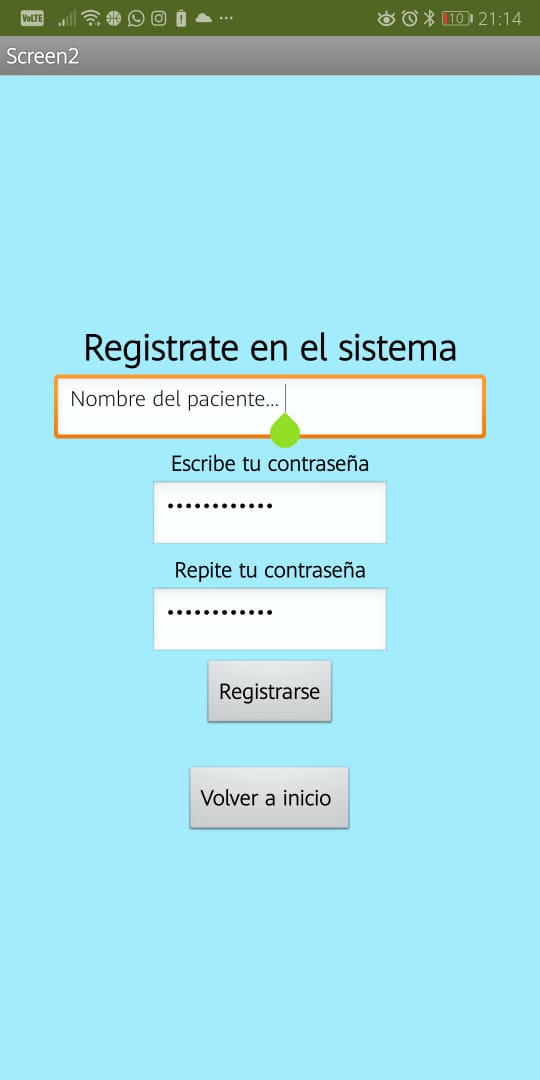 VoLTE 10 21:14
Screen2
Registrate en el sistema
Nombre del paciente...
Escribe tu contraseña
••••••••••••
Repite tu contraseña
••••••••••••
Registrarse
Volver a inicio